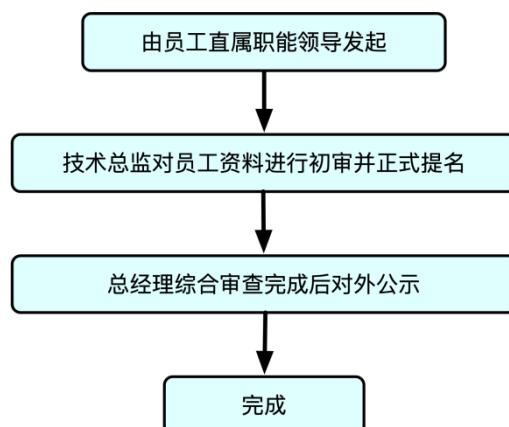 由员工直属职能领导发起
技术总监对员工资料进行初审并正式提名
总经理综合审查完成后对外公示
完成